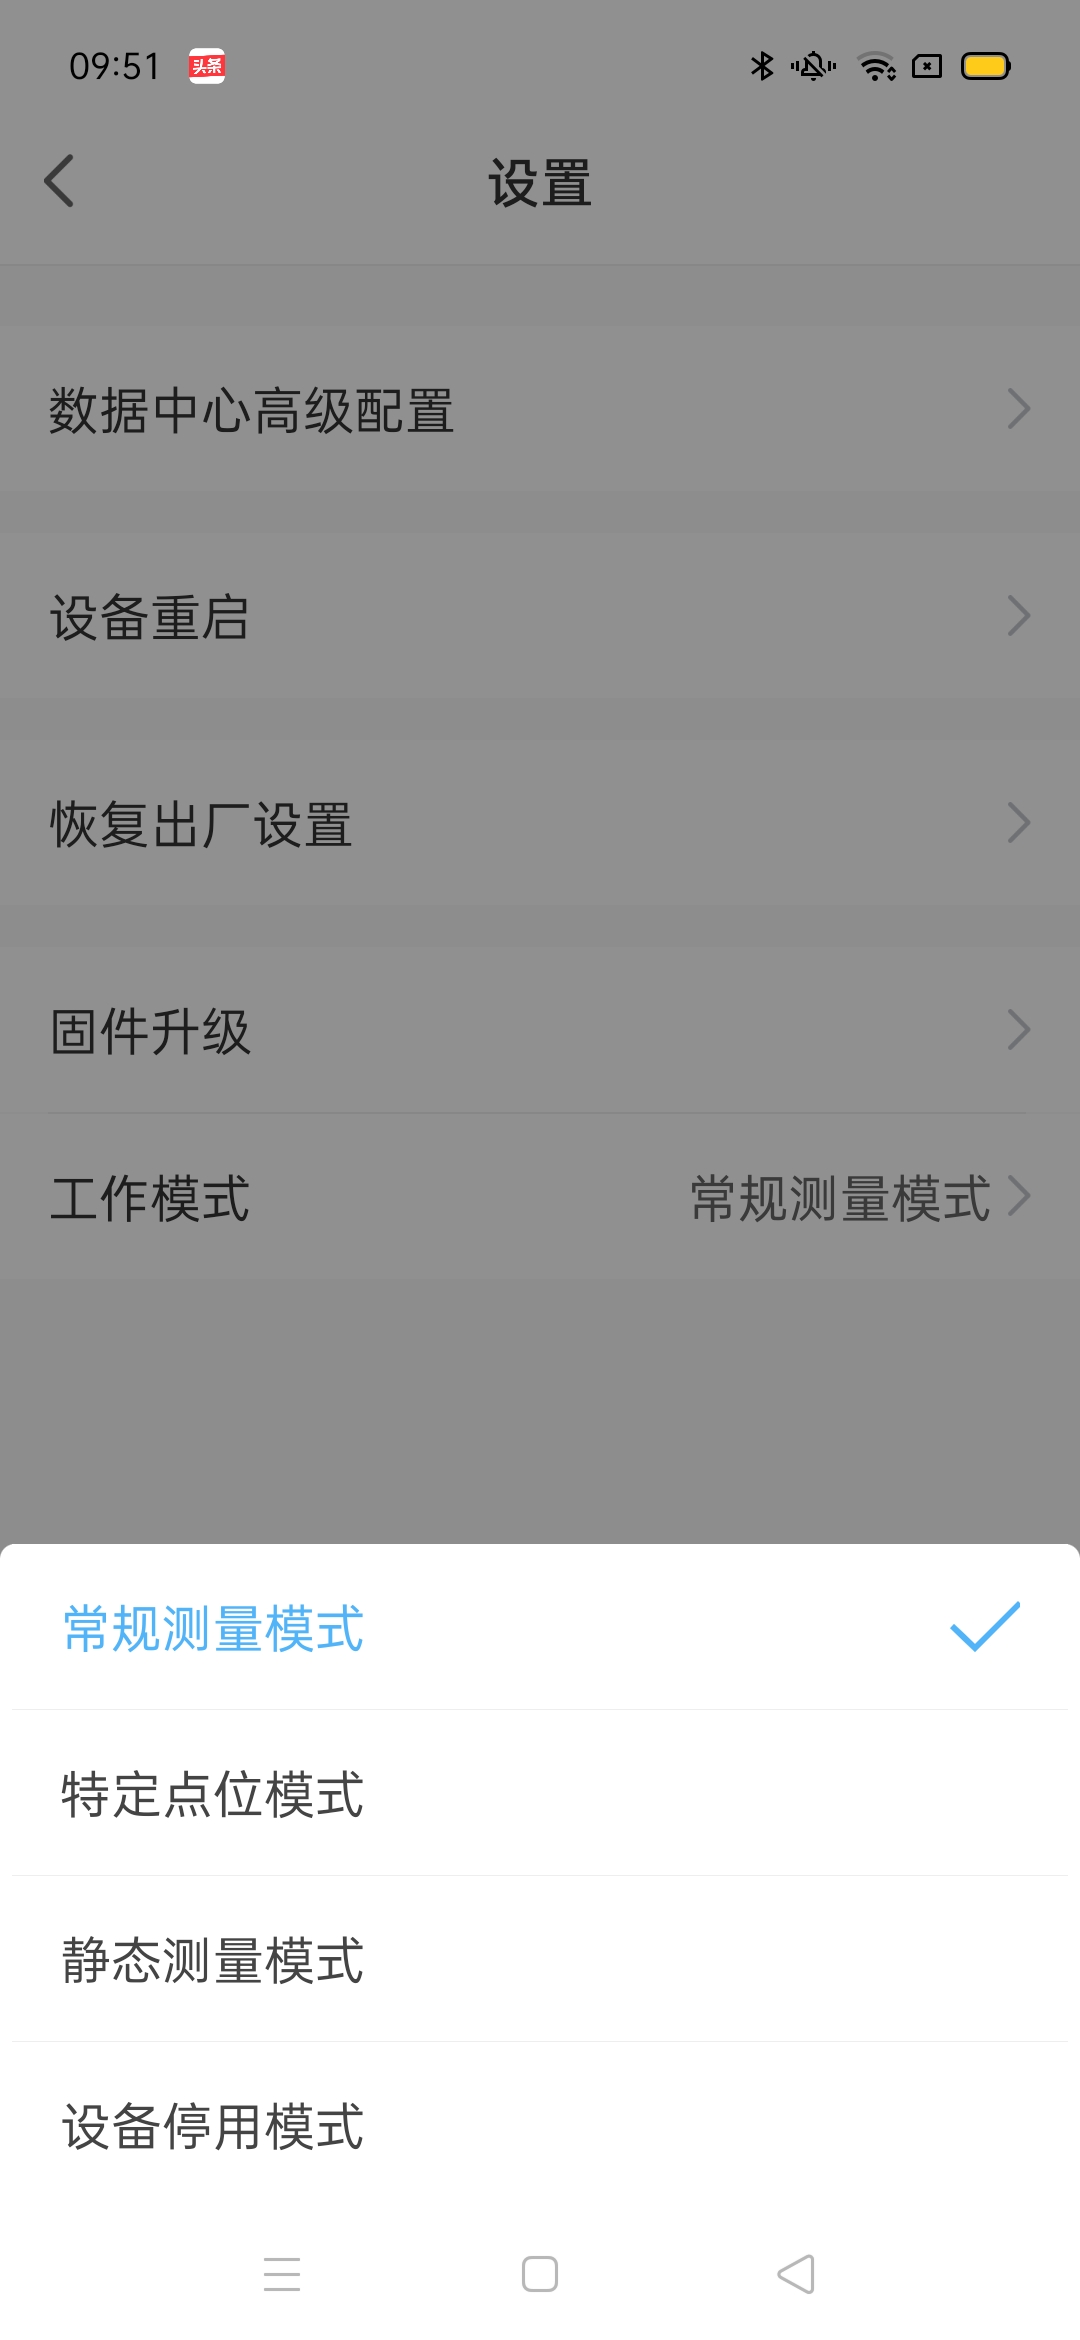 09:51 头条
设置
数据中心高级配置
设备重启
恢复出厂设置
固件升级
工作模式 常规测量模式
常规测量模式
特定点位模式
静态测量模式
设备停用模式